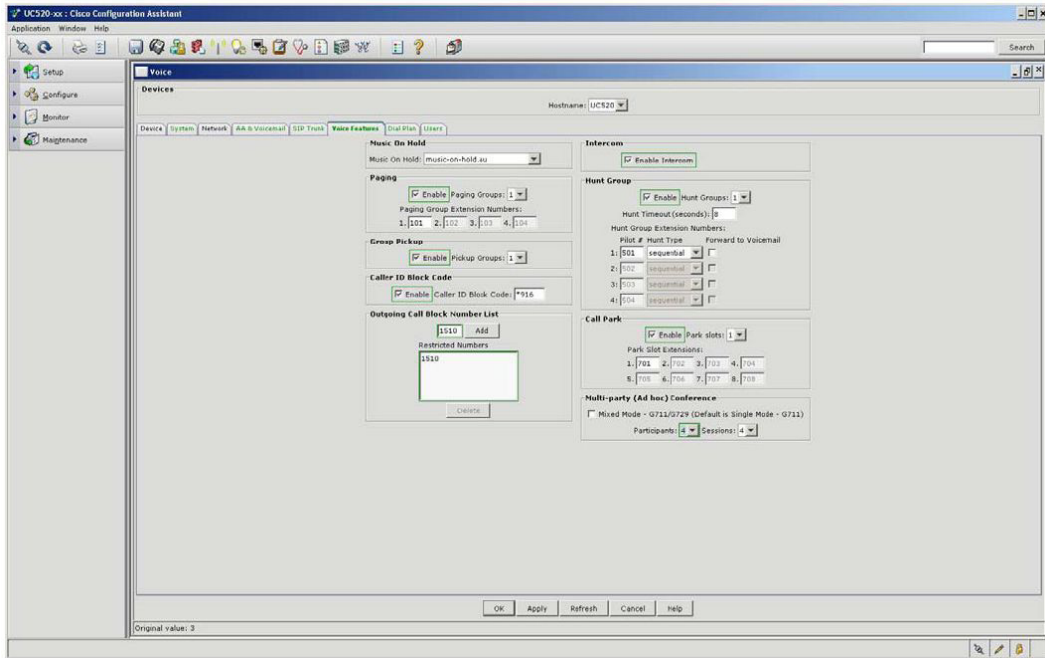 UC520-xx : Cisco Configuration Assistant
Application Window Help
Search
Setup
Configure
Monitor
Maintenance
Voice
Devices
Hostname: UC520
Device System Network AA & Voicemail SIP Trunk Voice Features Dial Plan Users
Music On Hold
Music On Hold: music-on-hold.au
Paging
Enable Paging Groups: 1
Paging Group Extension Numbers:
1. 101 2. 102 3. 103 4. 104
Group Pickup
Enable Pickup Groups: 1
Caller ID Block Code
Enable Caller ID Block Code: *916
Outgoing Call Block Number List
1510 Add
Restricted Numbers
1510
Delete
Intercom
Enable Intercom
Hunt Group
Enable Hunt Groups: 1
Hunt Timeout (seconds): 8
Hunt Group Extension Numbers:
Pilot # Hunt Type Forward to Voicemail
1: 501 sequential
2: 502 sequential
3: 503 sequential
4: 504 sequential
Call Park
Enable Park slots: 1
Park Slot Extensions:
1. 701 2. 702 3. 703 4. 704
5. 705 6. 706 7. 707 8. 708
Multi-party (Ad hoc) Conference
Mixed Mode - G711/G729 (Default is Single Mode - G711)
Participants: 4 Sessions: 4
OK Apply Refresh Cancel Help
Original value: 3